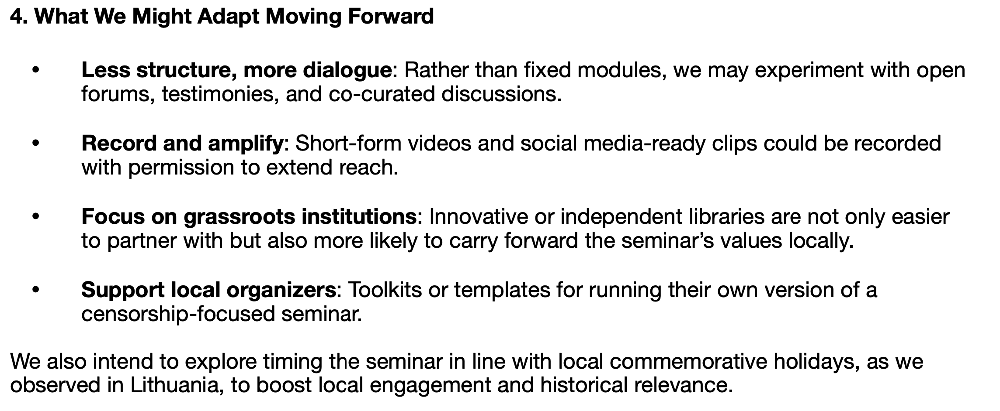 4. What We Might Adapt Moving Forward
• Less structure, more dialogue: Rather than fixed modules, we may experiment with open
forums, testimonies, and co-curated discussions.
• Record and amplify: Short-form videos and social media-ready clips could be recorded
with permission to extend reach.
• Focus on grassroots institutions: Innovative or independent libraries are not only easier
to partner with but also more likely to carry forward the seminar’s values locally.
• Support local organizers: Toolkits or templates for running their own version of a
censorship-focused seminar.
We also intend to explore timing the seminar in line with local commemorative holidays, as we
observed in Lithuania, to boost local engagement and historical relevance.